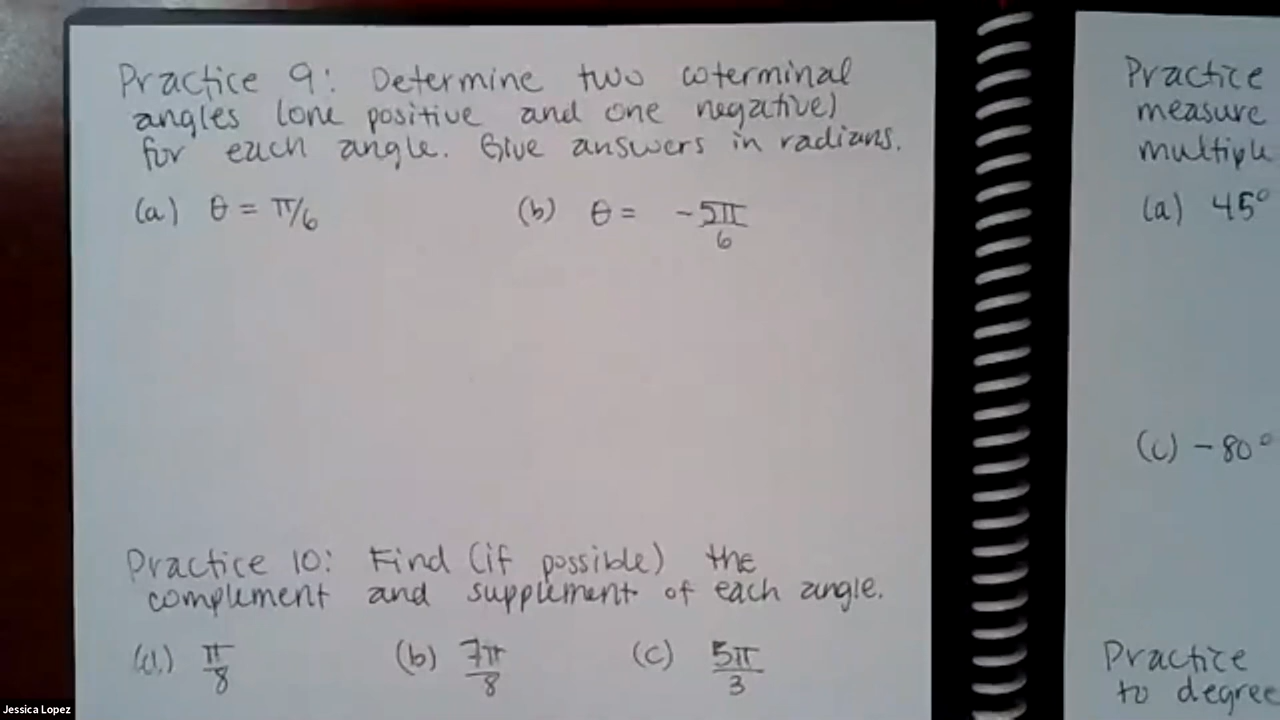 Practice 9: Determine two coterminal
angles (one positive and one negative)
for each angle. Give answers in radians.
(a) θ = π/6 (b) θ = -5π/6
Practice 10: Find (if possible) the
complement and supplement of each angle.
(a) π/8 (b) 7π/8 (c) 5π/3
Practice
measure
multiple
(a) 45°
(c) -80°
Practice
to degree
Jessica Lopez